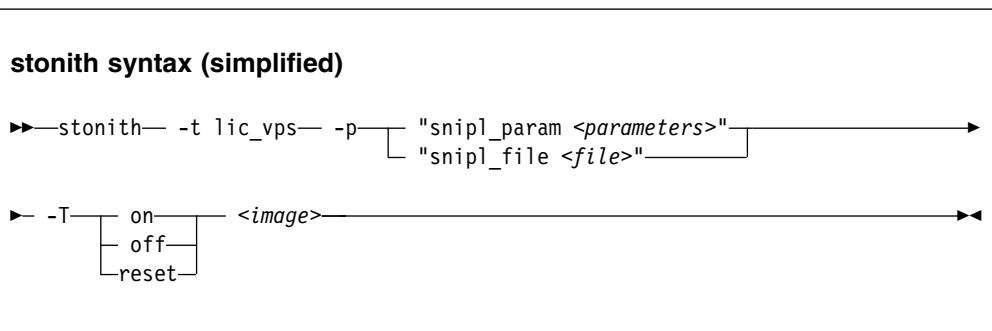 stonith syntax (simplified)
stonith -t lic_vps -p "snipl_param <parameters>"
"snipl_file <file>"
-T on <image>
off
reset